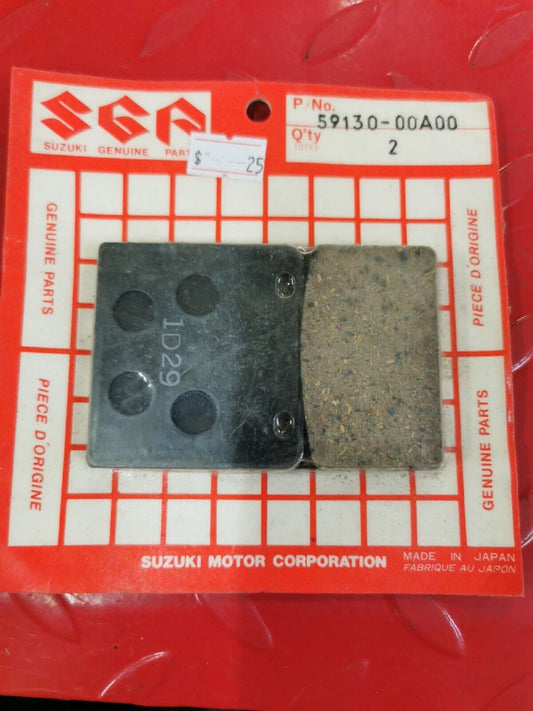 SGP
SUZUKI GENUINE PARTS
P/No. 59130-00A00
Q'ty 2
(QTE)
$ 25
GENUINE PARTS
PIECE D'ORIGINE
PIECE D'ORIGINE
GENUINE PARTS
1D29
SUZUKI MOTOR CORPORATION
MADE IN JAPAN
FABRIQUE AU JAPON